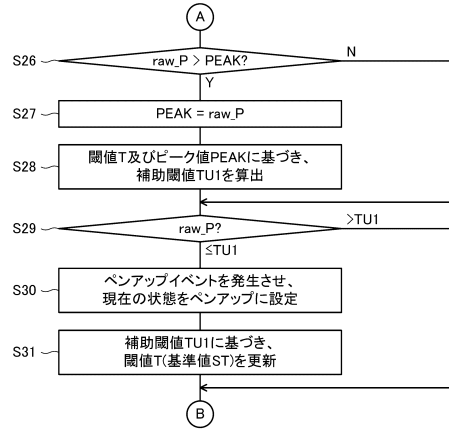 A
S26
raw_P > PEAK?
N
Y
S27
PEAK = raw_P
S28
閾値T及びピーク値PEAKに基づき、
補助閾値TU1を算出
S29
raw_P?
>TU1
≤TU1
S30
ペンアップイベントを発生させ、
現在の状態をペンアップに設定
S31
補助閾値TU1に基づき、
閾値T(基準値ST)を更新
B